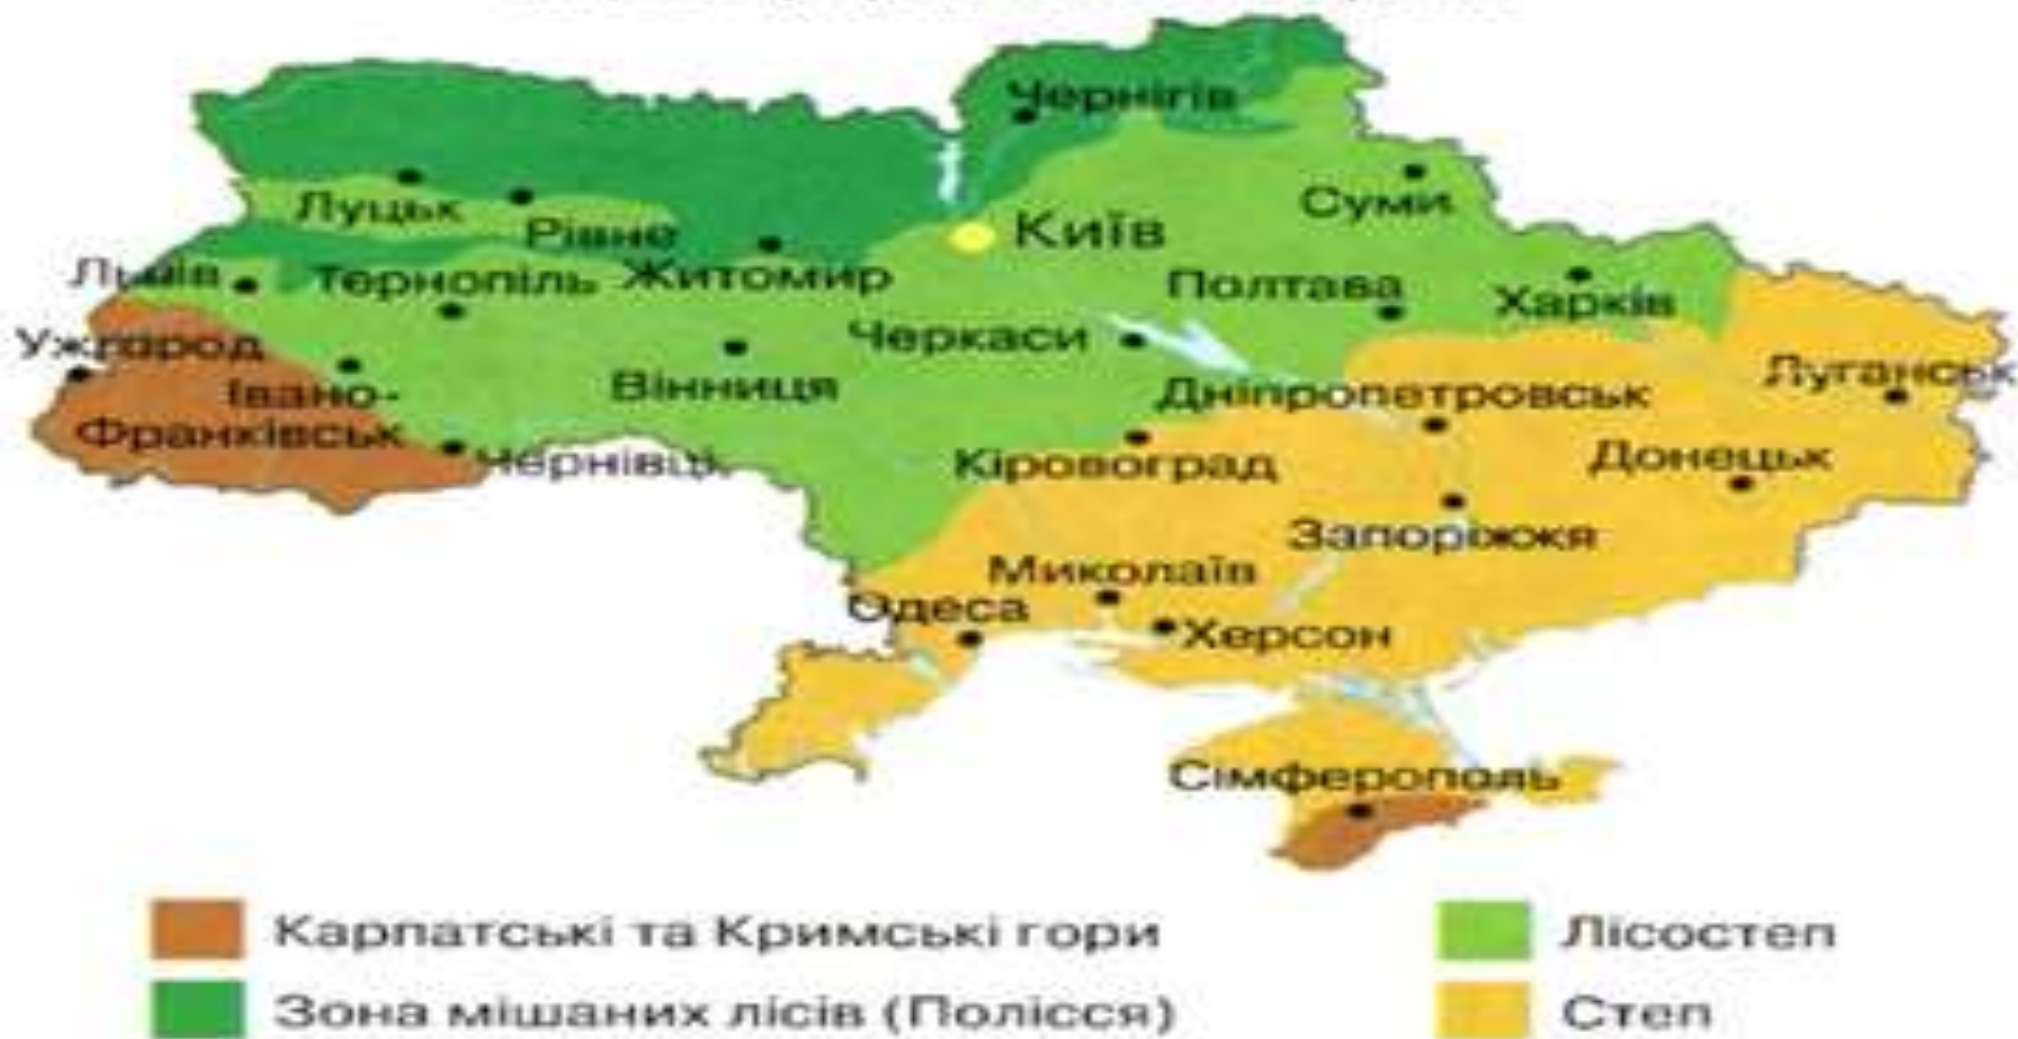 Чернігів
Суми
Луцьк
Рівне
Київ
Львів
Тернопіль
Житомир
Полтава
Харків
Ужгород
Черкаси
Івано-
Франківськ
Вінниця
Дніпропетровськ
Луганськ
Чернівці
Кіровоград
Донецьк
Запоріжжя
Миколаїв
Одеса
Херсон
Сімферополь
Карпатські та Кримські гори
Лісостеп
Зона мішаних лісів (Полісся)
Степ